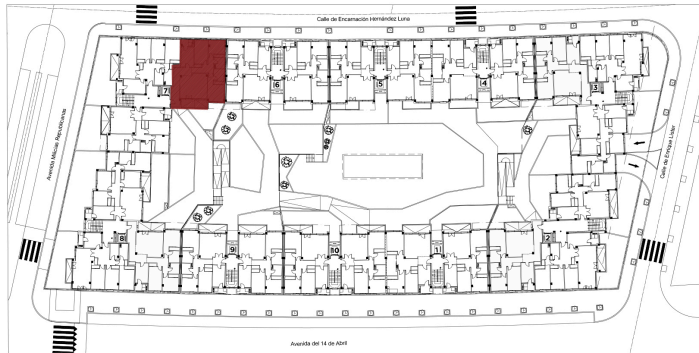 Calle de Encarnación Hernández Luna
Avenida Milicias Republicanas
7
6
5
4
3
Calle de Enrique Líster
8
9
10
1
2
Avenida del 14 de Abril